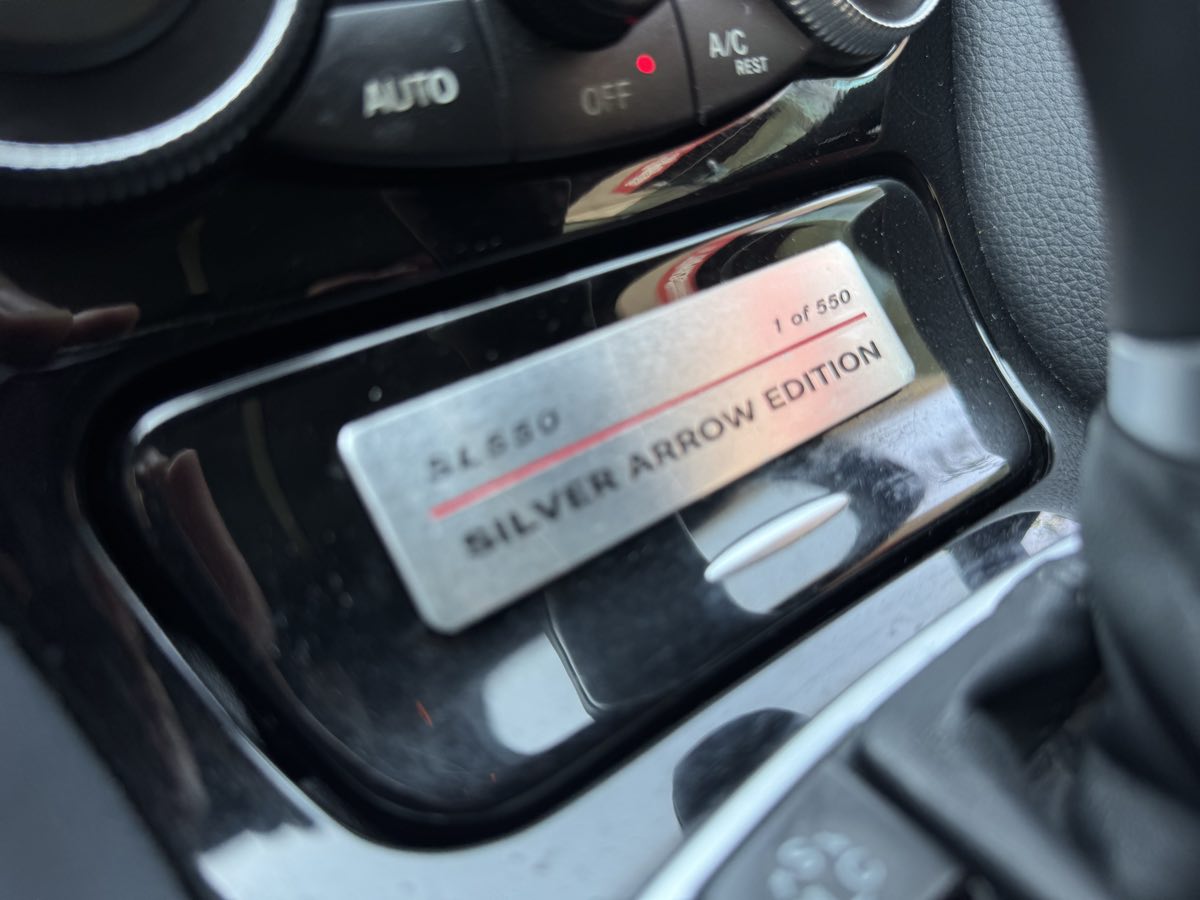 AUTO
OFF
A/C
REST
1 of 550
SL550
SILVER ARROW EDITION